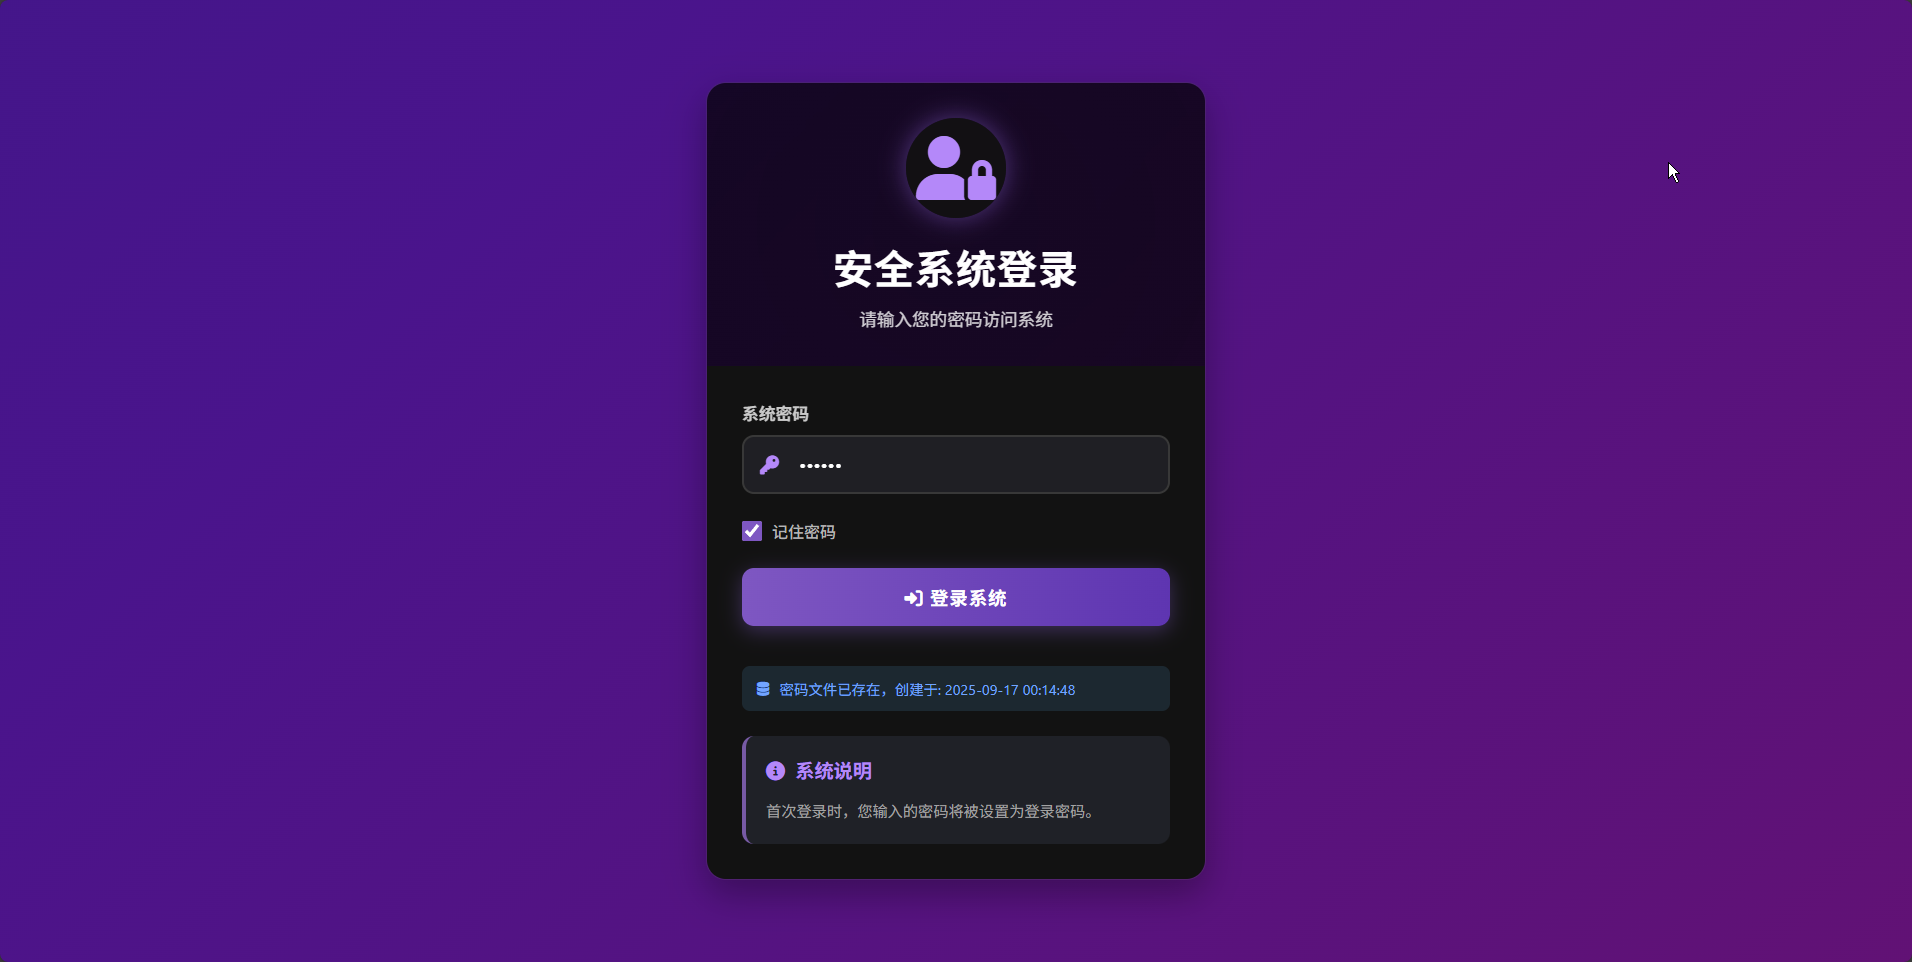 安全系统登录
请输入您的密码访问系统
系统密码
••••••
记住密码
登录系统
密码文件已存在，创建于: 2025-09-17 00:14:48
系统说明
首次登录时，您输入的密码将被设置为登录密码。